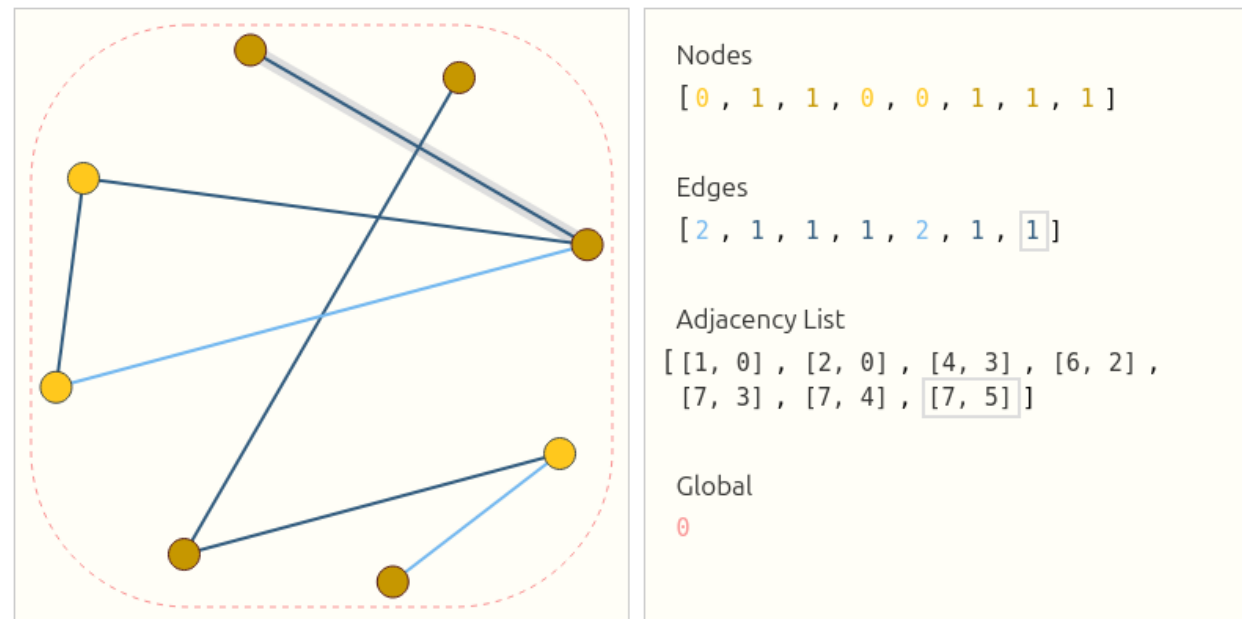 Nodes
[0, 1, 1, 0, 0, 1, 1, 1]
Edges
[2, 1, 1, 1, 2, 1, 1]
Adjacency List
[[1, 0], [2, 0], [4, 3], [6, 2],
[7, 3], [7, 4], [7, 5]]
Global
0